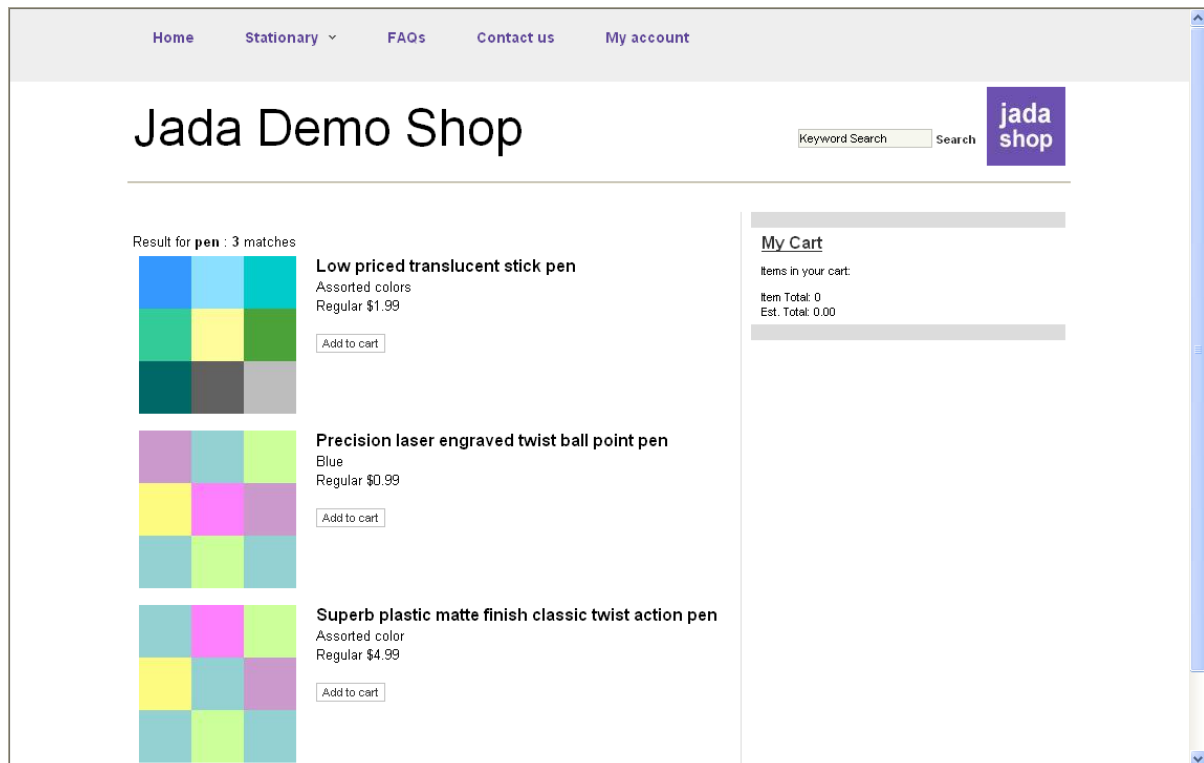 Home Stationary FAQs Contact us My account
Jada Demo Shop
Keyword Search Search
jada
shop
Result for pen : 3 matches
Low priced translucent stick pen
Assorted colors
Regular $1.99
Add to cart
Precision laser engraved twist ball point pen
Blue
Regular $0.99
Add to cart
Superb plastic matte finish classic twist action pen
Assorted color
Regular $4.99
Add to cart
My Cart
Items in your cart:
Item Total: 0
Est. Total: 0.00